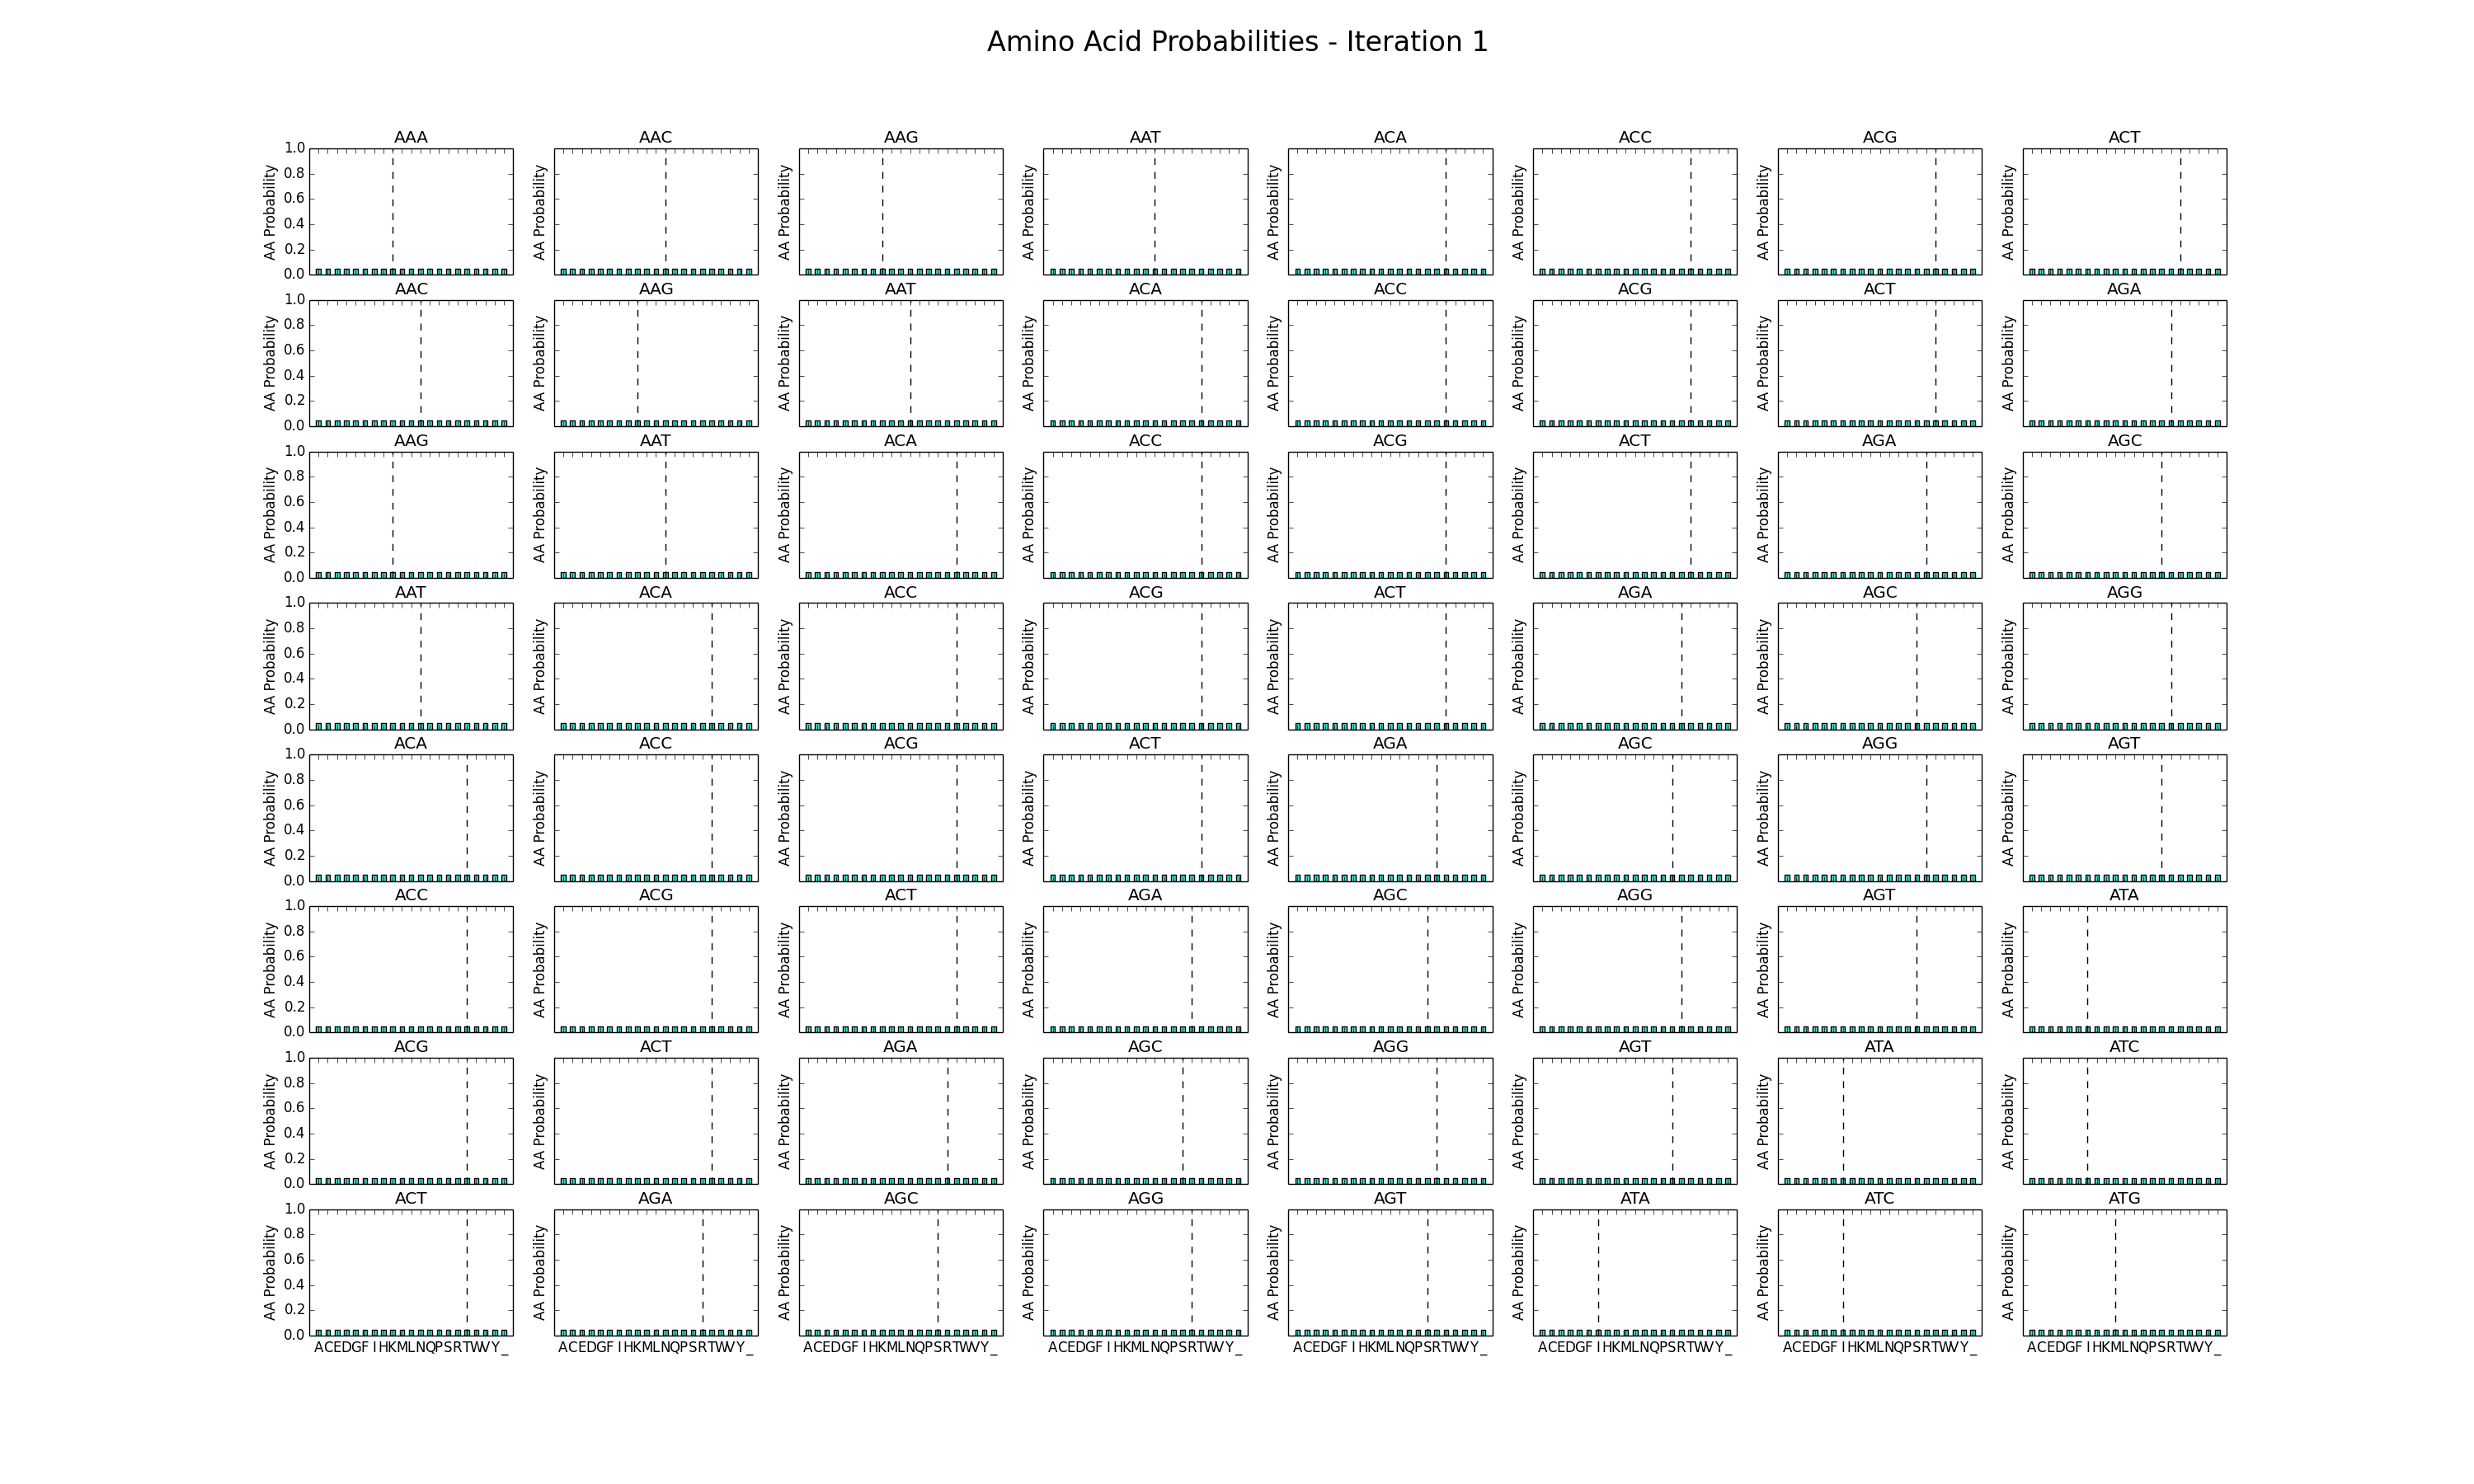 Amino Acid Probabilities - Iteration 1
AAA AAC AAG AAT ACA ACC ACG ACT
1.0
0.8
0.6
0.4
0.2
0.0
AA Probability AA Probability AA Probability AA Probability AA Probability AA Probability AA Probability AA Probability
AAC AAG AAT ACA ACC ACG ACT AGA
1.0
0.8
0.6
0.4
0.2
0.0
AA Probability AA Probability AA Probability AA Probability AA Probability AA Probability AA Probability AA Probability
AAG AAT ACA ACC ACG ACT AGA AGC
1.0
0.8
0.6
0.4
0.2
0.0
AA Probability AA Probability AA Probability AA Probability AA Probability AA Probability AA Probability AA Probability
AAT ACA ACC ACG ACT AGA AGC AGG
1.0
0.8
0.6
0.4
0.2
0.0
AA Probability AA Probability AA Probability AA Probability AA Probability AA Probability AA Probability AA Probability
ACA ACC ACG ACT AGA AGC AGG AGT
1.0
0.8
0.6
0.4
0.2
0.0
AA Probability AA Probability AA Probability AA Probability AA Probability AA Probability AA Probability AA Probability
ACC ACG ACT AGA AGC AGG AGT ATA
1.0
0.8
0.6
0.4
0.2
0.0
AA Probability AA Probability AA Probability AA Probability AA Probability AA Probability AA Probability AA Probability
ACG ACT AGA AGC AGG AGT ATA ATC
1.0
0.8
0.6
0.4
0.2
0.0
AA Probability AA Probability AA Probability AA Probability AA Probability AA Probability AA Probability AA Probability
ACT AGA AGC AGG AGT ATA ATC ATG
1.0
0.8
0.6
0.4
0.2
0.0
AA Probability AA Probability AA Probability AA Probability AA Probability AA Probability AA Probability AA Probability
ACEDGFIHKMLNQPSRTWVY_ ACEDGFIHKMLNQPSRTWVY_ ACEDGFIHKMLNQPSRTWVY_ ACEDGFIHKMLNQPSRTWVY_ ACEDGFIHKMLNQPSRTWVY_ ACEDGFIHKMLNQPSRTWVY_ ACEDGFIHKMLNQPSRTWVY_ ACEDGFIHKMLNQPSRTWVY_